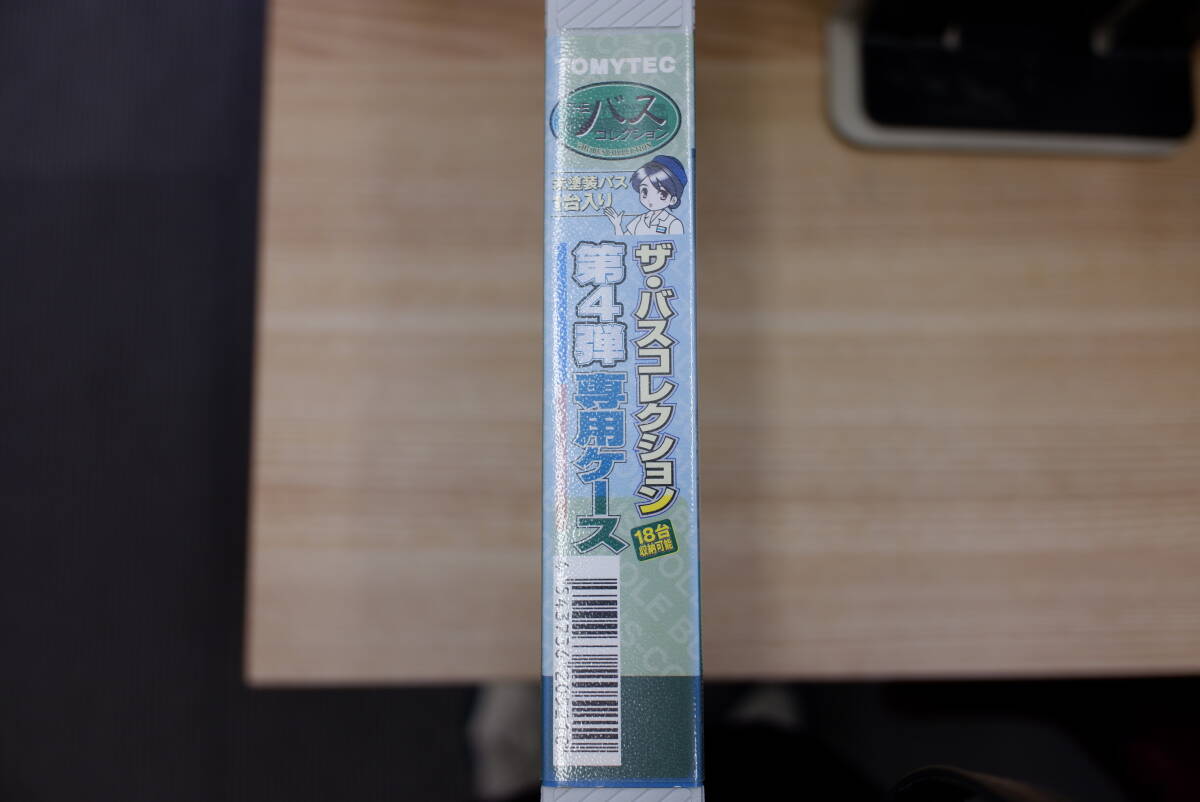 TOMYTEC
バス
コレクション
未塗装バス
1台入り
ザ・バスコレクション
第4弾 専用ケース
18台
収納可能